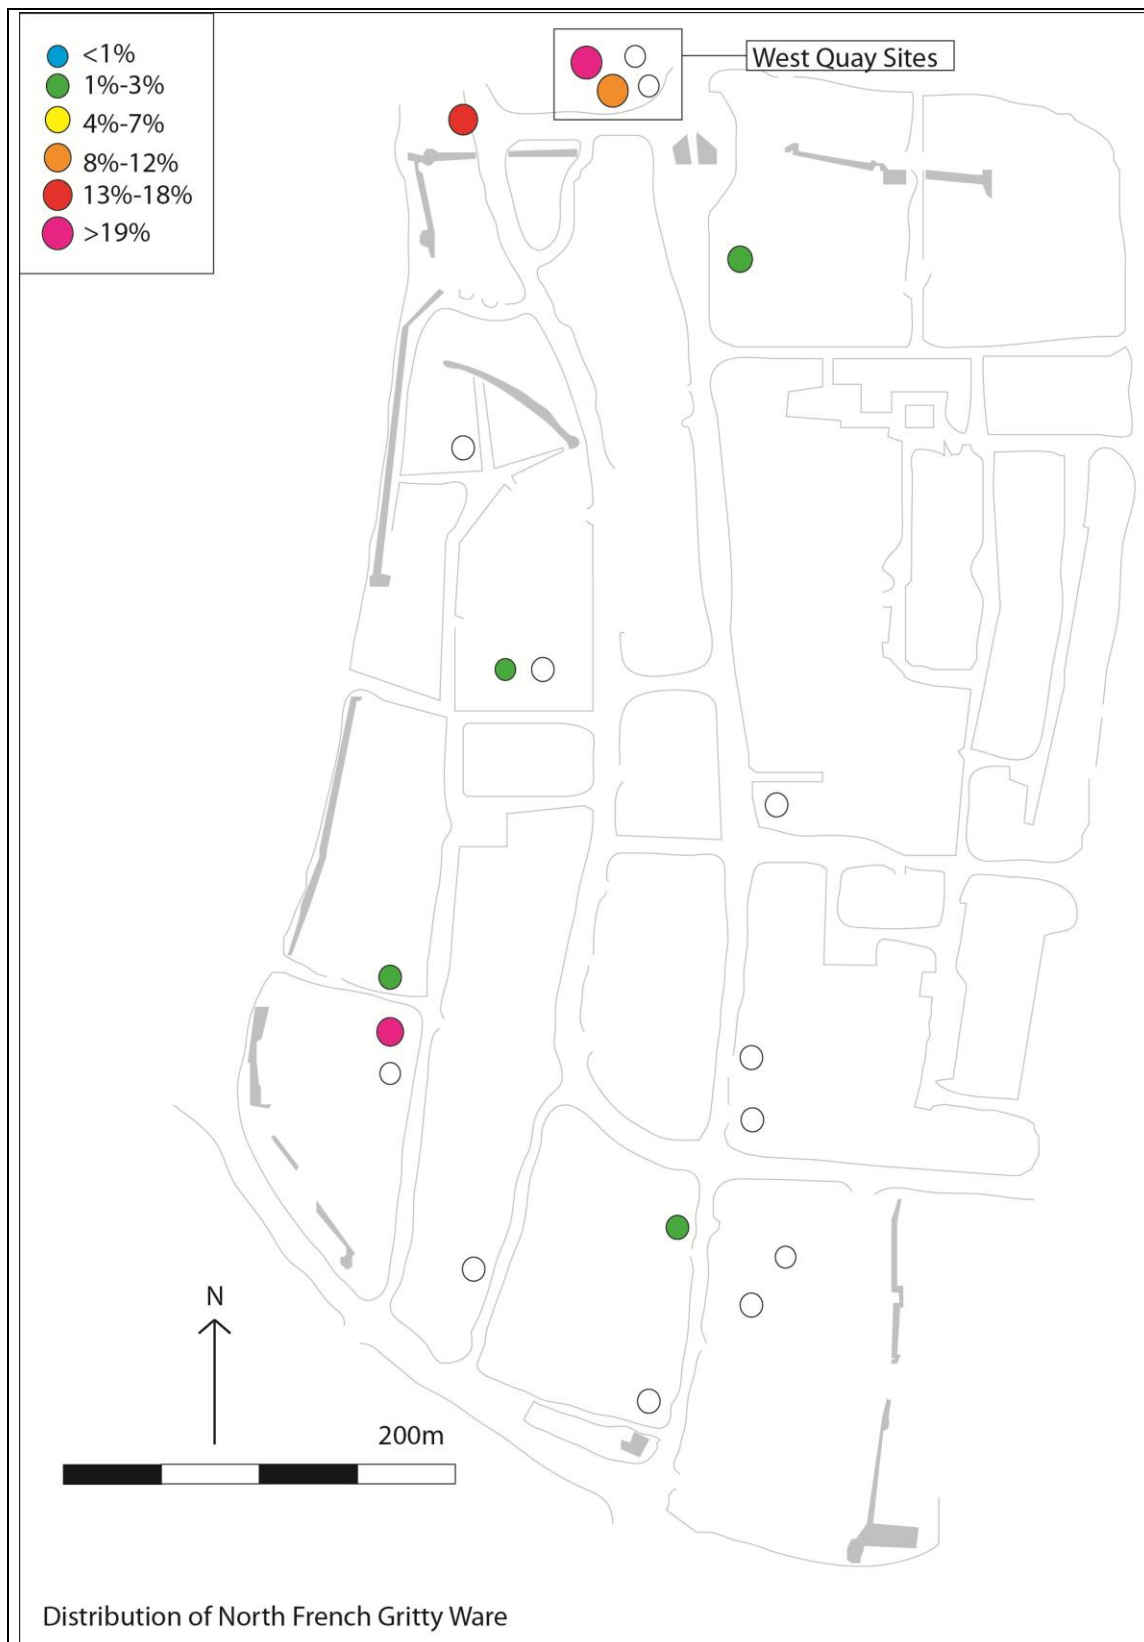 <1%
1%-3%
4%-7%
8%-12%
13%-18%
>19%
West Quay Sites
N
200m
Distribution of North French Gritty Ware